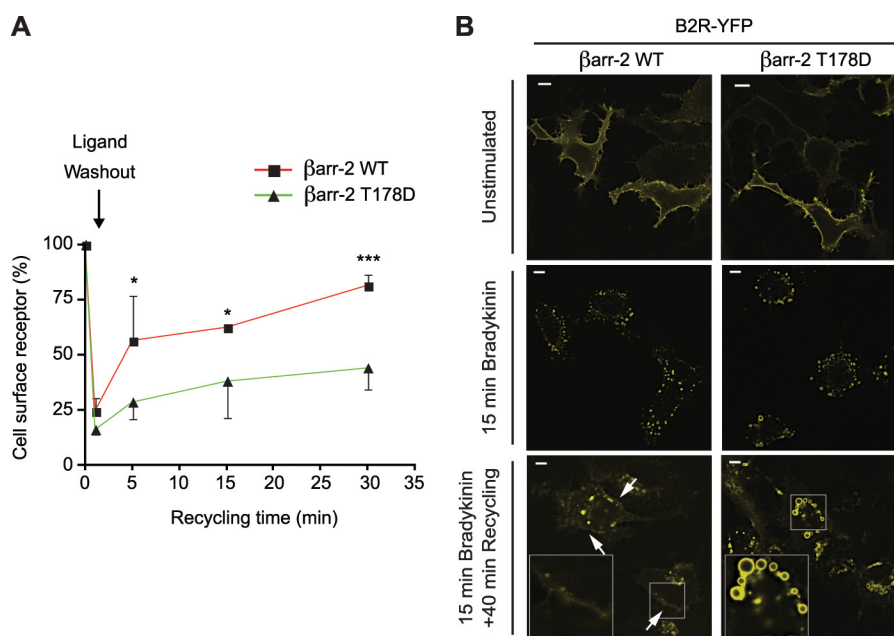 A
Ligand
Washout
βarr-2 WT
βarr-2 T178D
Cell surface receptor (%)
100
75
50
25
0
*
*
***
0
5
10
15
20
25
30
35
Recycling time (min)
B
B2R-YFP
βarr-2 WT
βarr-2 T178D
Unstimulated
15 min Bradykinin
15 min Bradykinin
+40 min Recycling